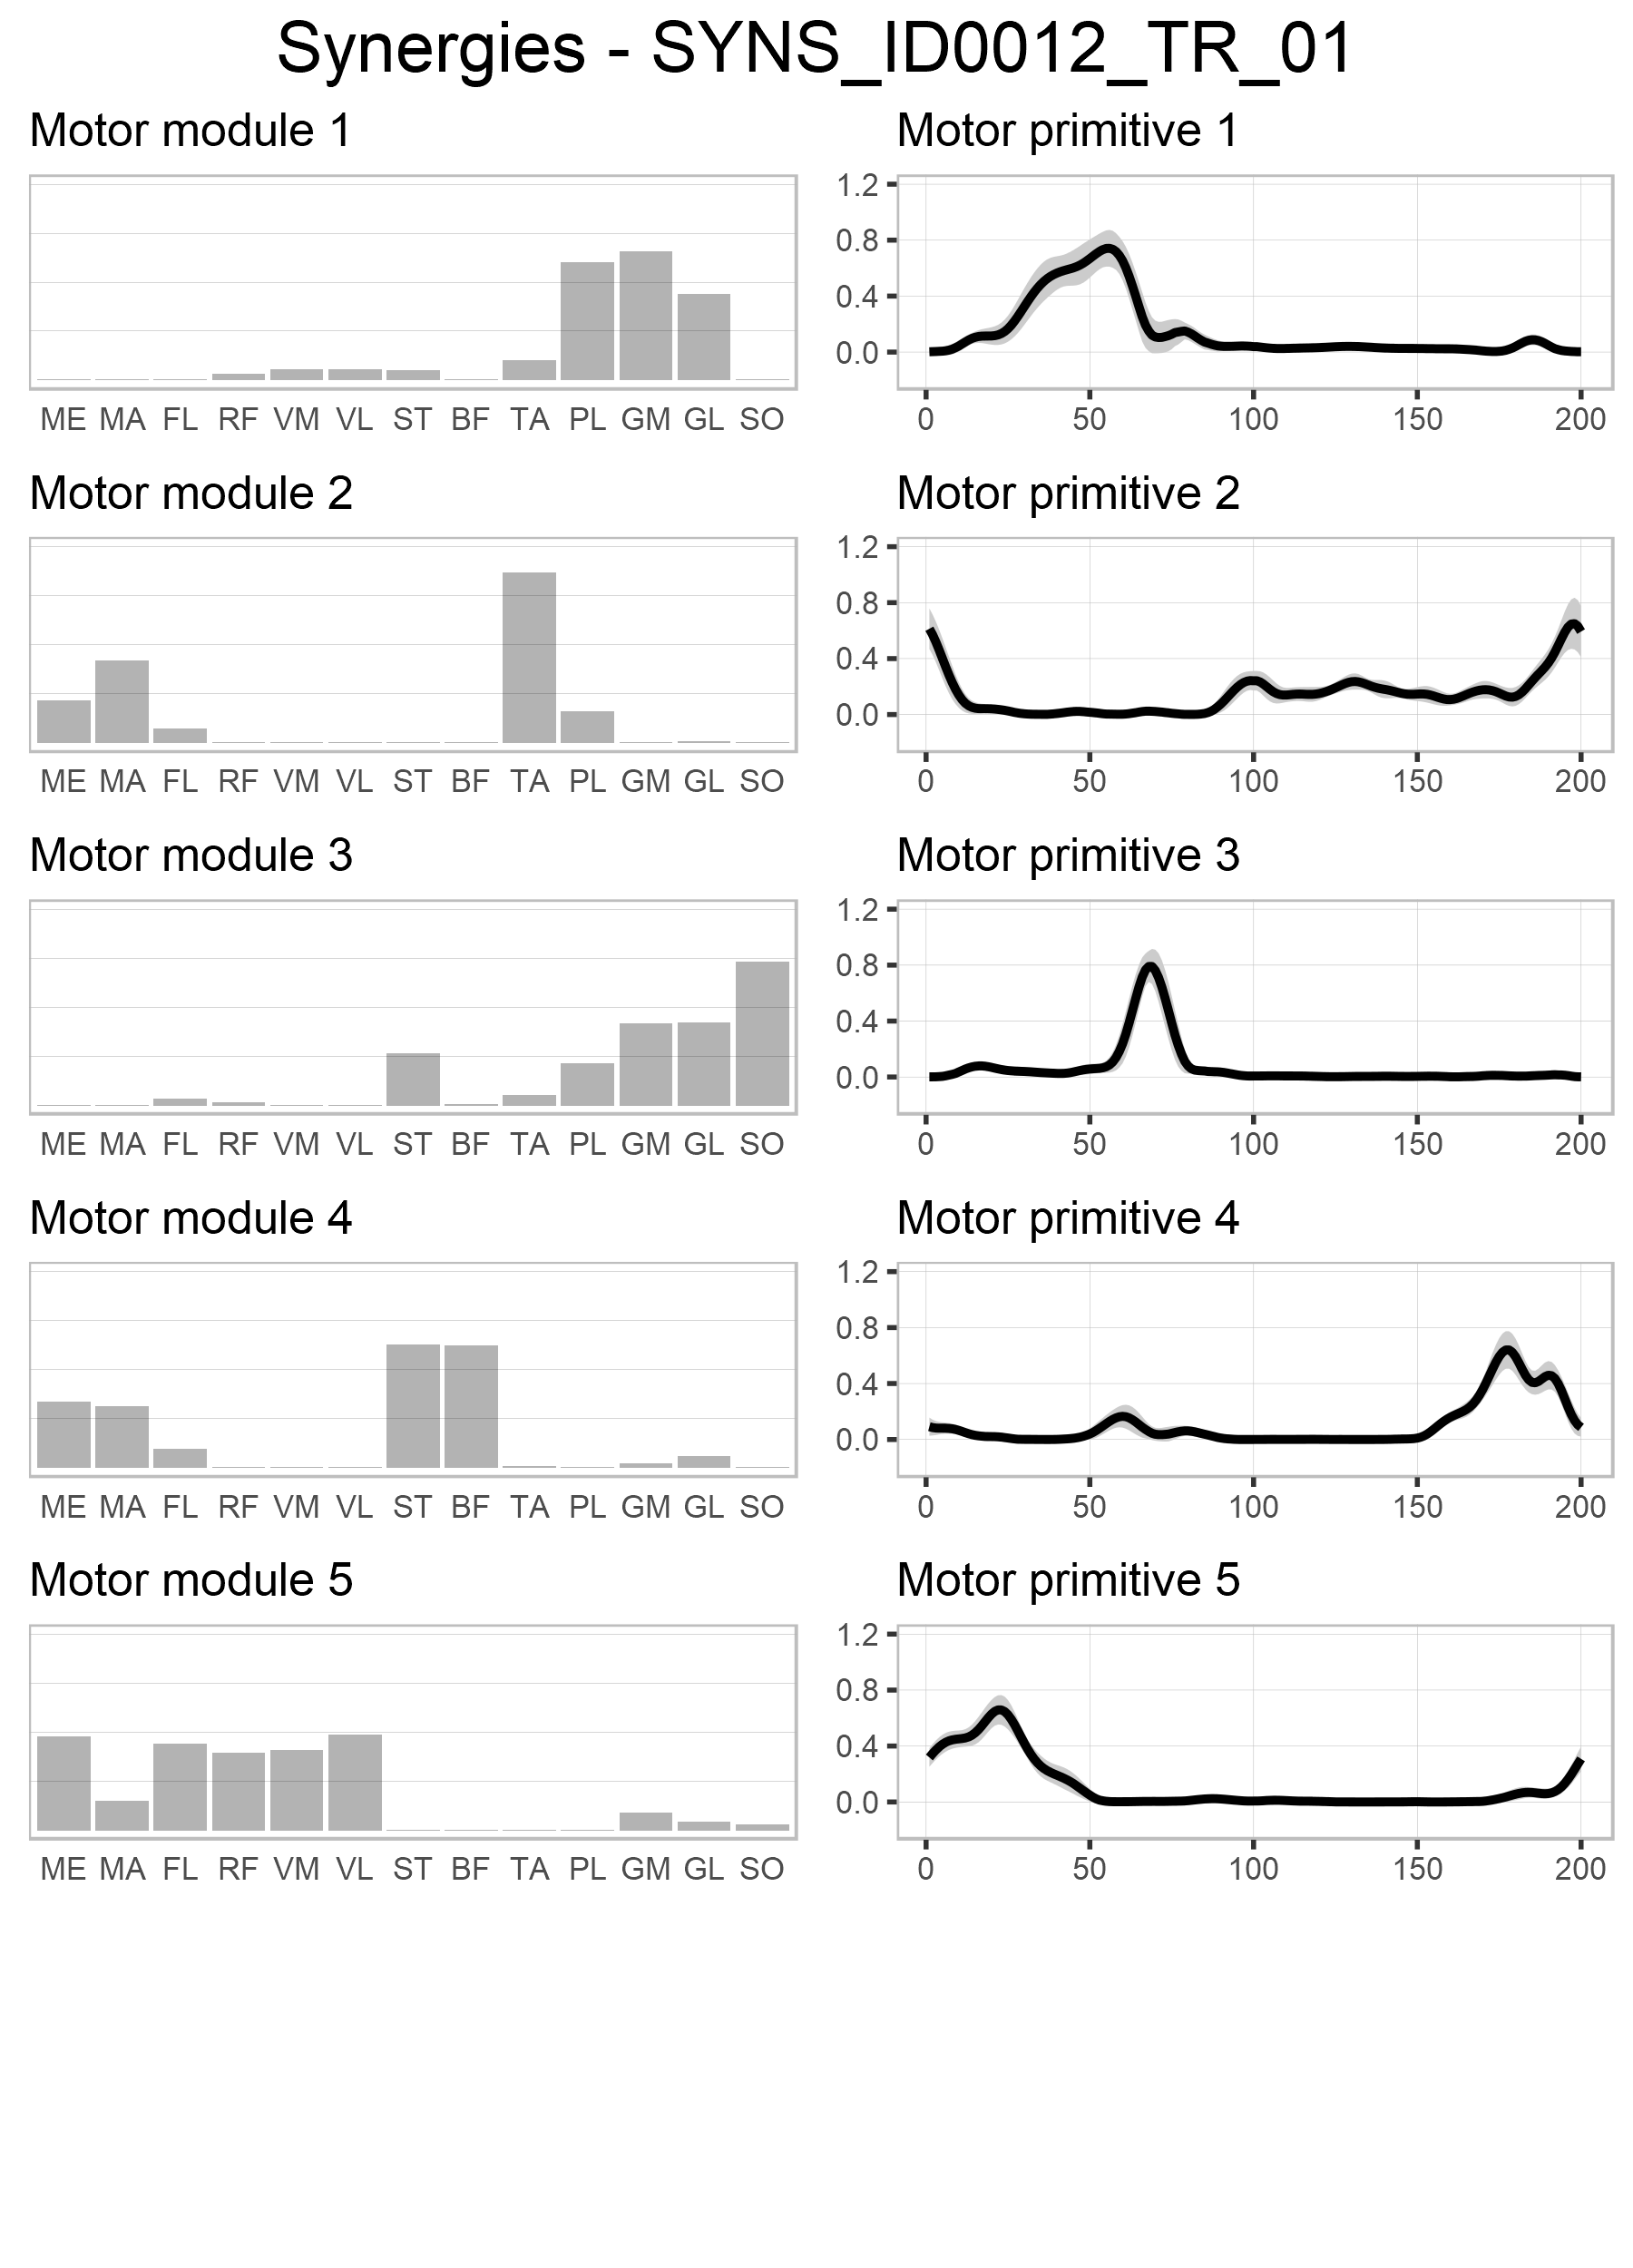 Synergies - SYNS_ID0012_TR_01
Motor module 1
ME MA FL RF VM VL ST BF TA PL GM GL SO
Motor primitive 1
1.2
0.8
0.4
0.0
0 50 100 150 200
Motor module 2
ME MA FL RF VM VL ST BF TA PL GM GL SO
Motor primitive 2
1.2
0.8
0.4
0.0
0 50 100 150 200
Motor module 3
ME MA FL RF VM VL ST BF TA PL GM GL SO
Motor primitive 3
1.2
0.8
0.4
0.0
0 50 100 150 200
Motor module 4
ME MA FL RF VM VL ST BF TA PL GM GL SO
Motor primitive 4
1.2
0.8
0.4
0.0
0 50 100 150 200
Motor module 5
ME MA FL RF VM VL ST BF TA PL GM GL SO
Motor primitive 5
1.2
0.8
0.4
0.0
0 50 100 150 200